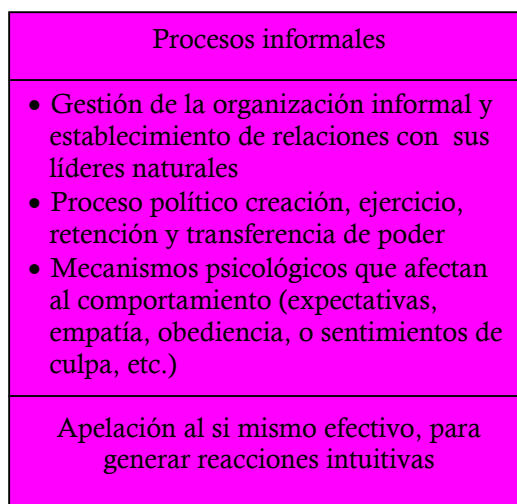 Procesos informales
• Gestión de la organización informal y
establecimiento de relaciones con sus
líderes naturales
• Proceso político creación, ejercicio,
retención y transferencia de poder
• Mecanismos psicológicos que afectan
al comportamiento (expectativas,
empatía, obediencia, o sentimientos de
culpa, etc.)
Apelación al si mismo efectivo, para
generar reacciones intuitivas